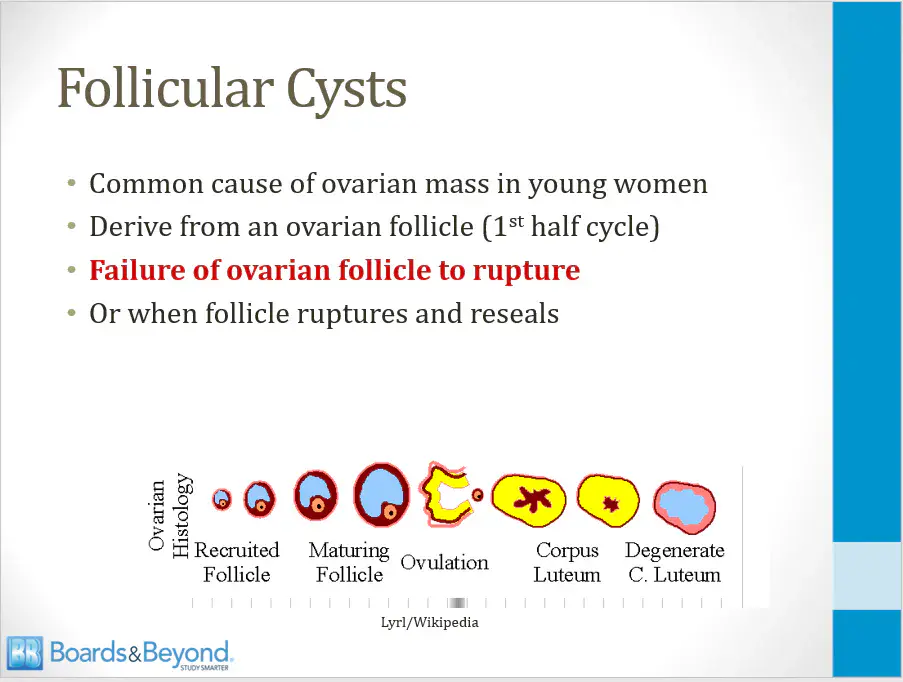 Follicular Cysts
• Common cause of ovarian mass in young women
• Derive from an ovarian follicle (1st half cycle)
• Failure of ovarian follicle to rupture
• Or when follicle ruptures and reseals
Ovarian
Histology
Recruited
Follicle
Maturing
Follicle
Ovulation
Corpus
Luteum
Degenerate
C. Luteum
Lyrl/Wikipedia
BB
Boards&Beyond.
STUDY SMARTER